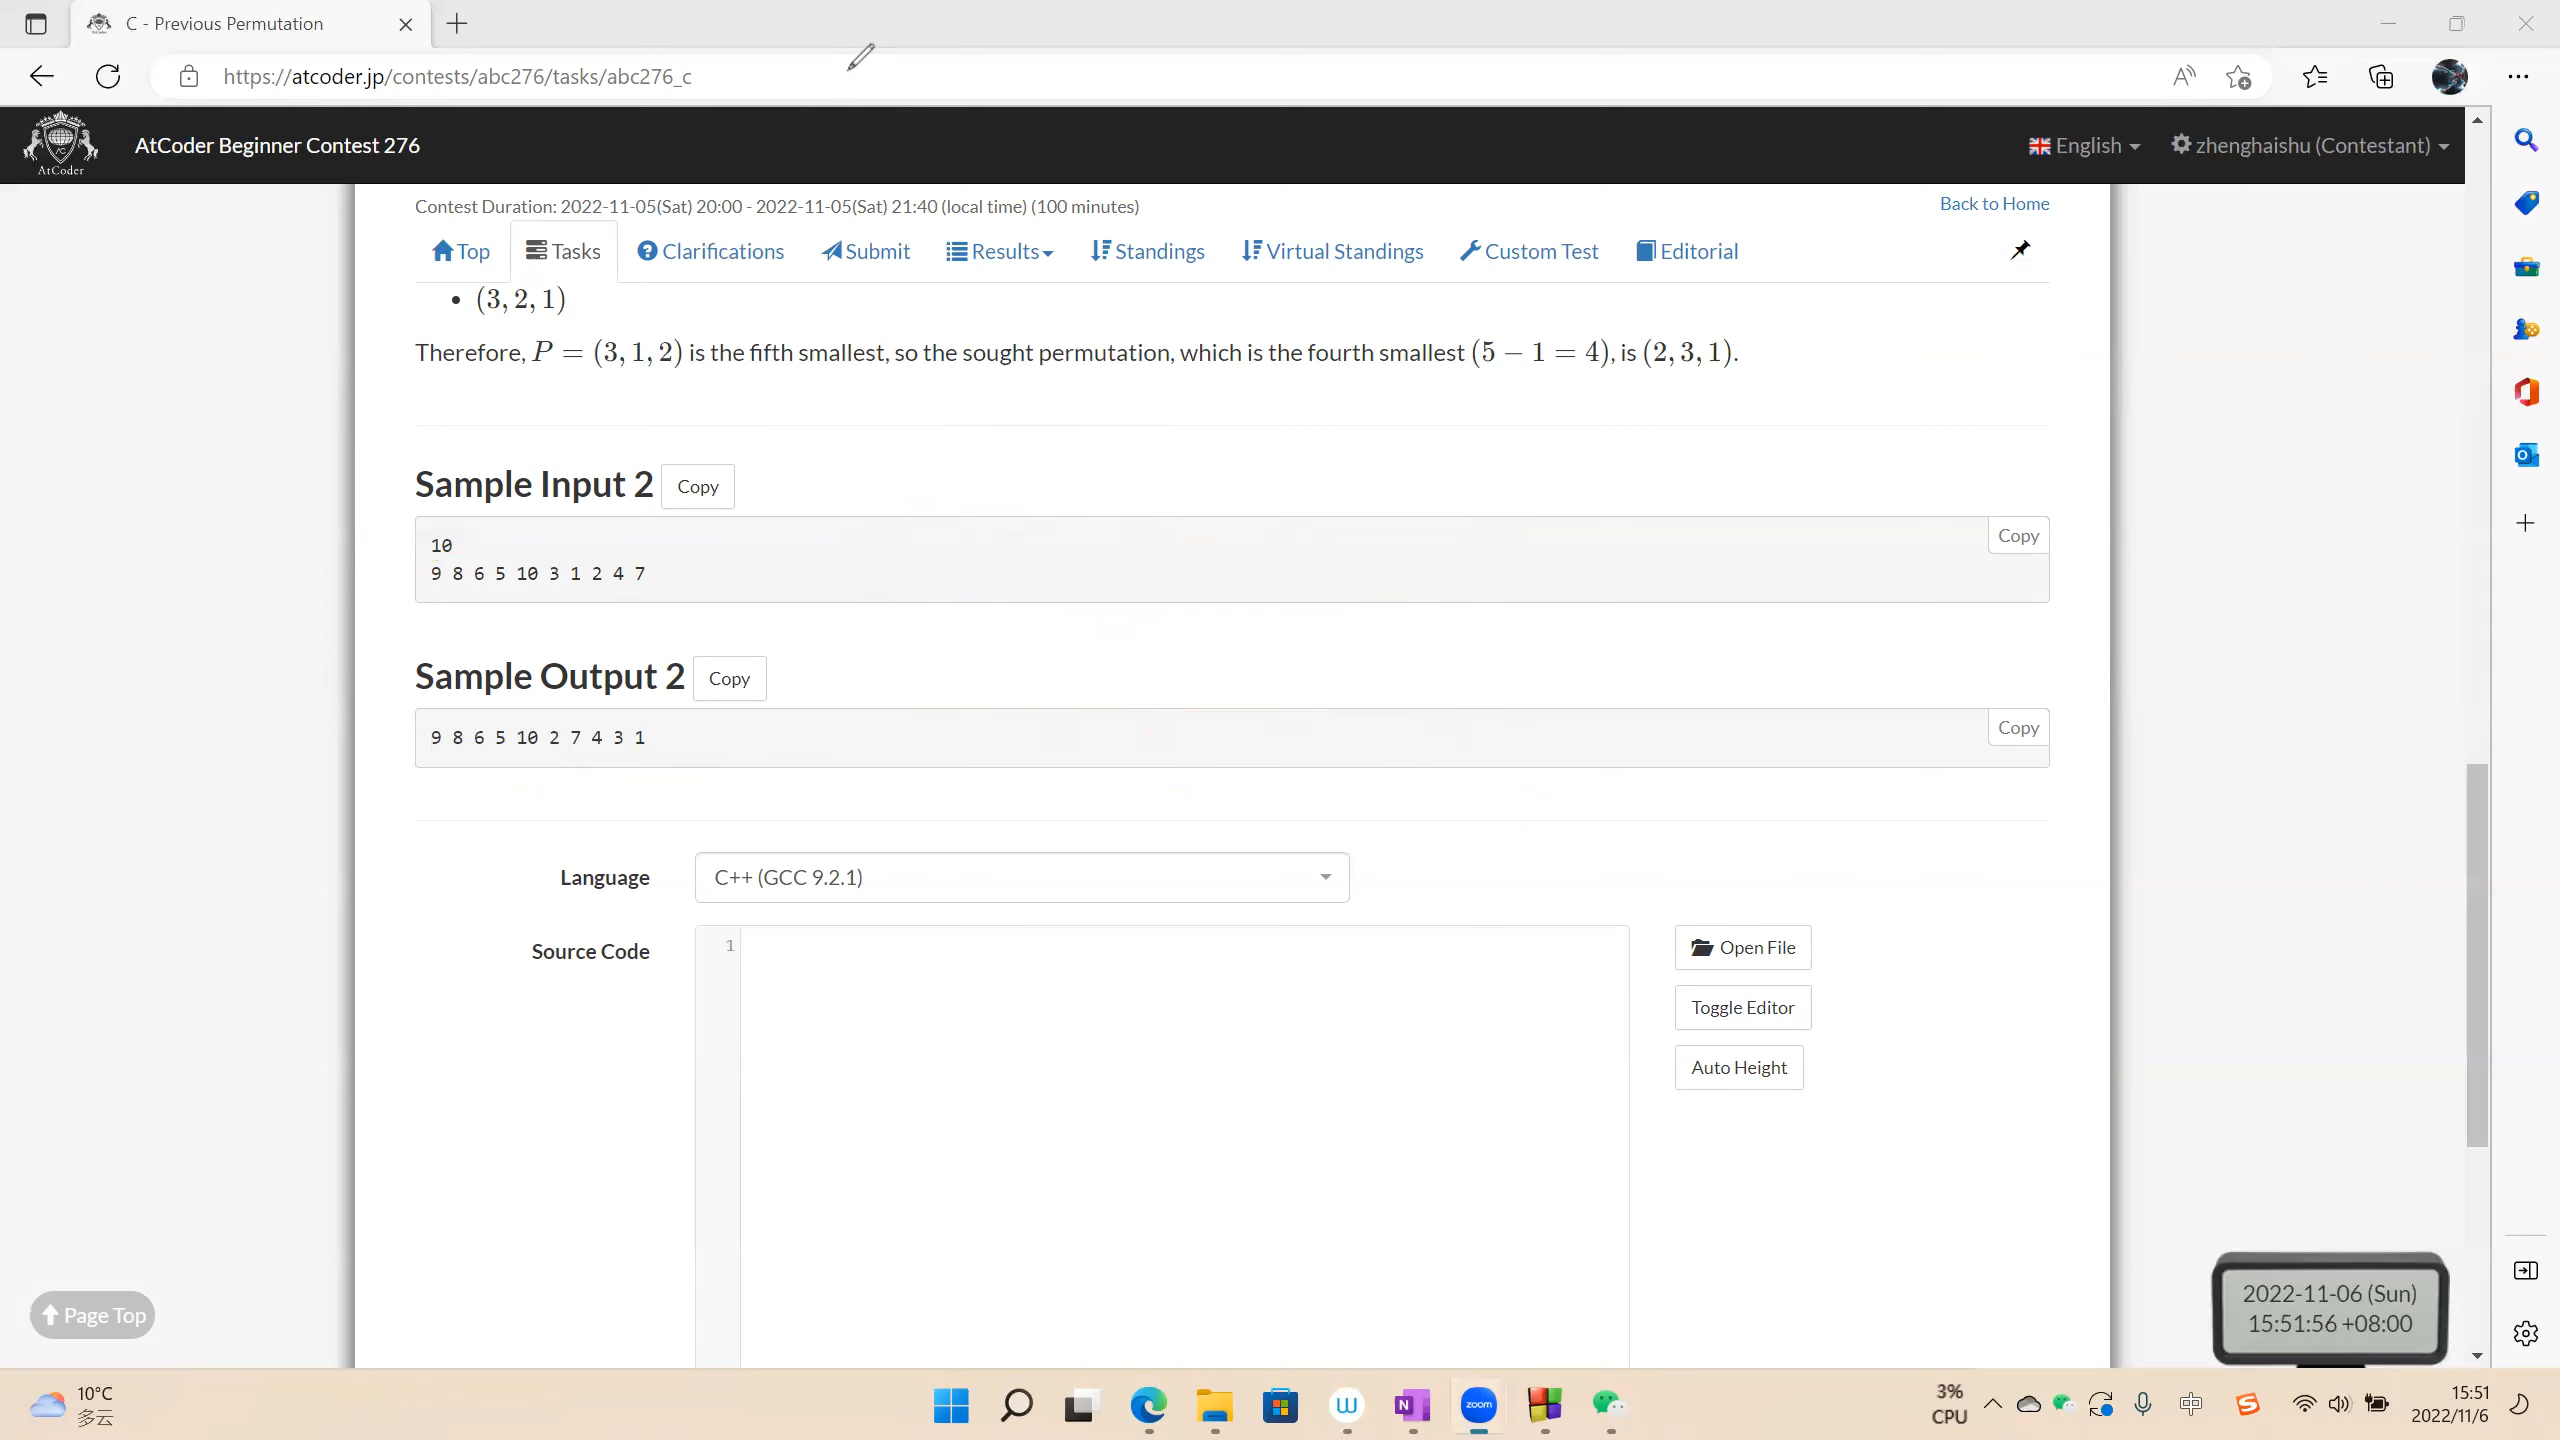 C - Previous Permutation
https://atcoder.jp/contests/abc276/tasks/abc276_c
AtCoder
AtCoder Beginner Contest 276
English
zhenghaishu (Contestant)
Contest Duration: 2022-11-05(Sat) 20:00 - 2022-11-05(Sat) 21:40 (local time) (100 minutes)
Back to Home
Top
Tasks
Clarifications
Submit
Results
Standings
Virtual Standings
Custom Test
Editorial
• (3, 2, 1)
Therefore, P = (3, 1, 2) is the fifth smallest, so the sought permutation, which is the fourth smallest (5 − 1 = 4), is (2, 3, 1).
Sample Input 2
Copy
Copy
10
9 8 6 5 10 3 1 2 4 7
Sample Output 2
Copy
Copy
9 8 6 5 10 2 7 4 3 1
Language
C++ (GCC 9.2.1)
Source Code
1
Open File
Toggle Editor
Auto Height
Page Top
2022-11-06 (Sun)
15:51:56 +08:00
10°C
多云
zoom
3%
CPU
中
15:51
2022/11/6